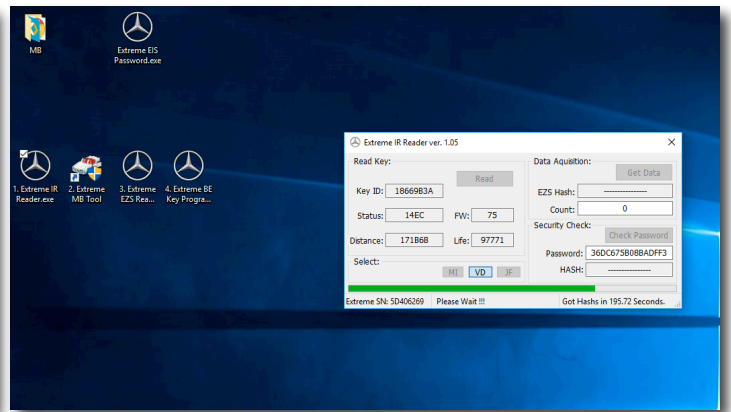 MB
Extreme EIS
Password.exe
1. Extreme IR
Reader.exe
2. Extreme
MB Tool
3. Extreme
EZS Rea...
4. Extreme BE
Key Progra...
Extreme IR Reader ver. 1.05
Read Key:
Read
Key ID: 18669B3A
Status: 14EC FW: 75
Distance: 171B6B Life: 97771
Select:
MI VD JF
Data Aquisition:
Get Data
EZS Hash: ----------------
Count: 0
Security Check:
Check Password
Password: 36DC675B08BADFF3
HASH: ----------------
Extreme SN: 5D406269 Please Wait !!! Got Hashs in 195.72 Seconds.